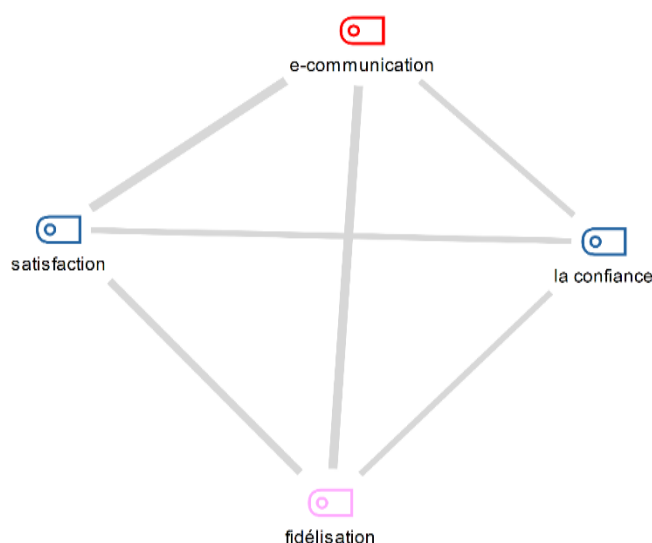 e-communication
satisfaction
la confiance
fidélisation